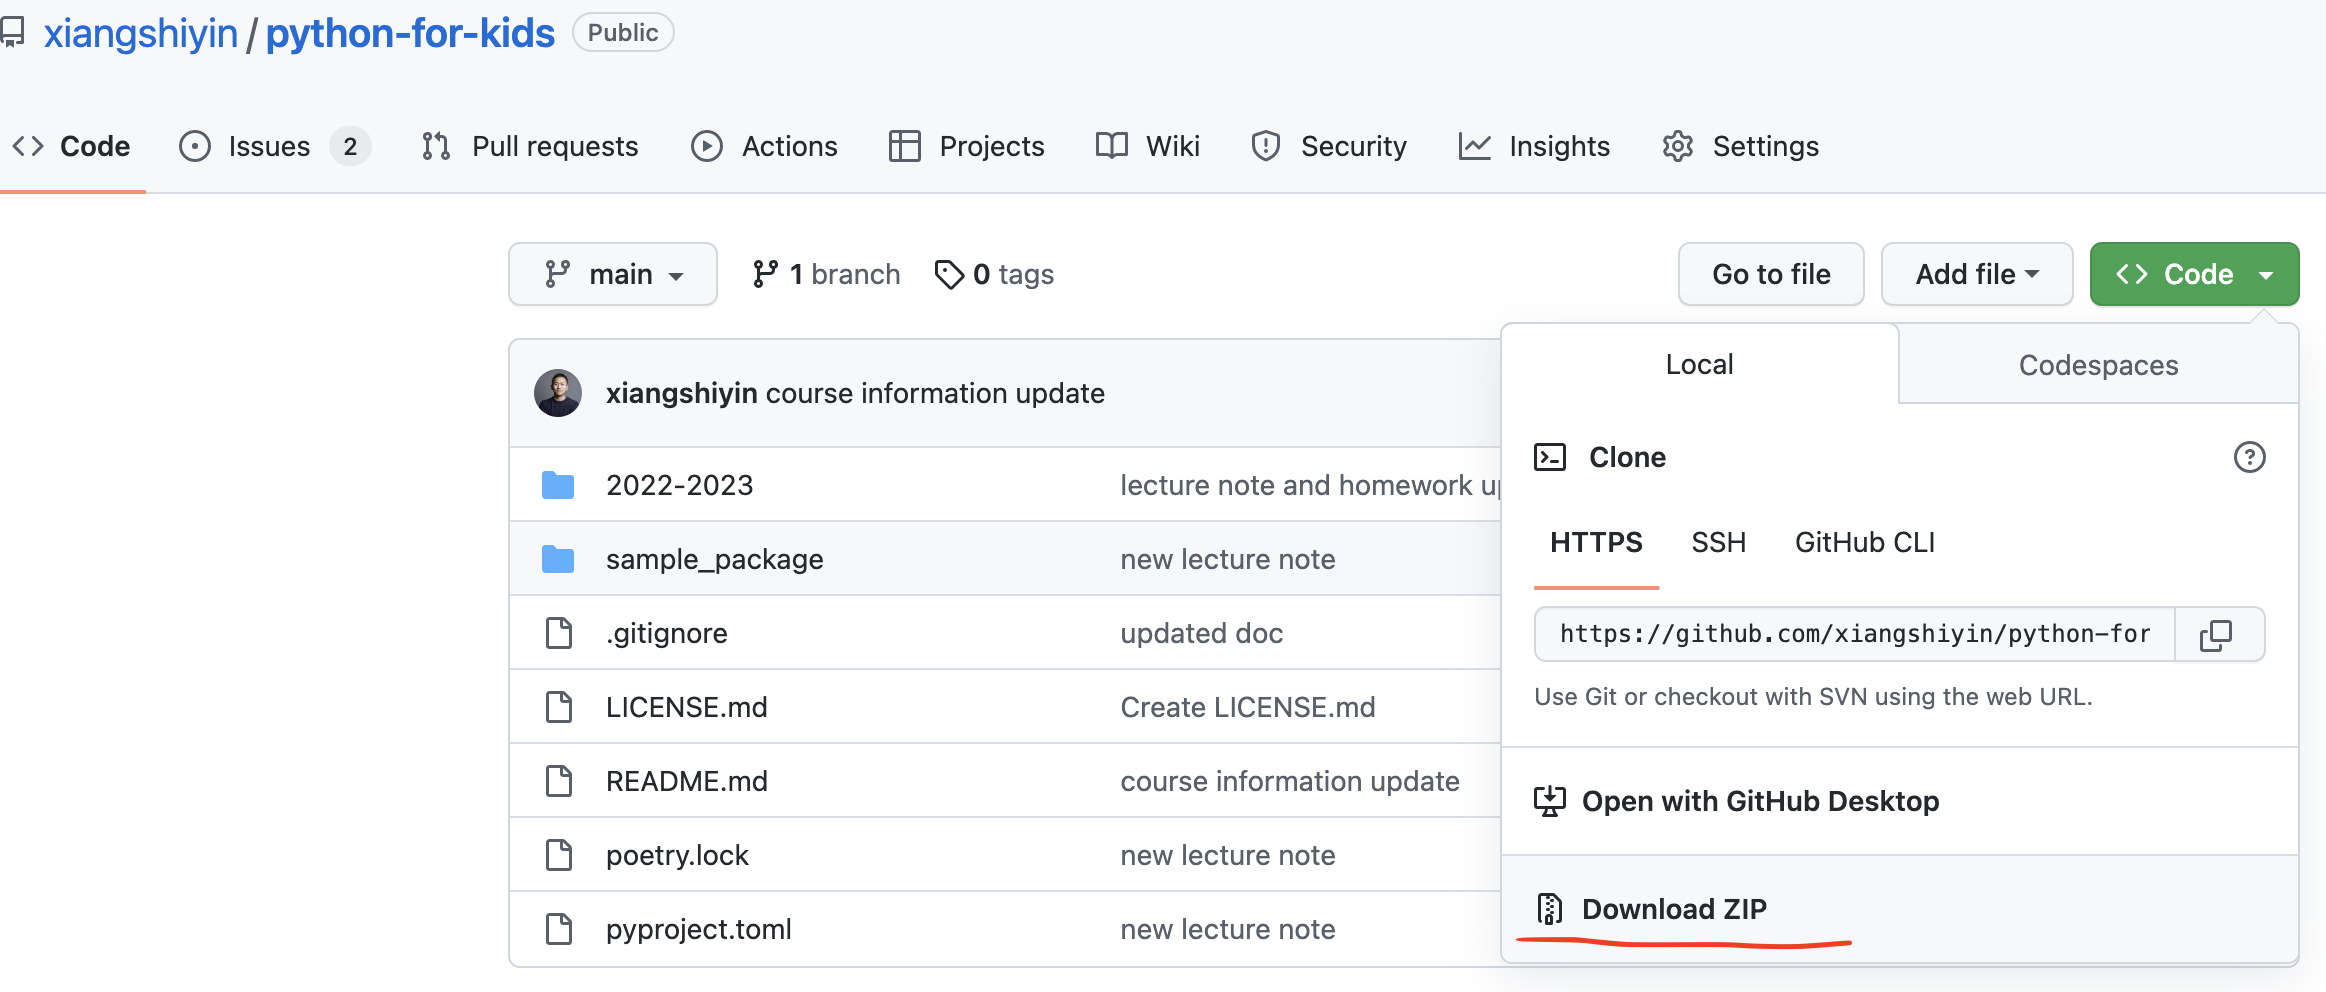 xiangshiyin / python-for-kids Public
Code Issues 2 Pull requests Actions Projects Wiki Security Insights Settings
main 1 branch 0 tags Go to file Add file Code
Local Codespaces
xiangshiyin course information update
Clone
2022-2023 lecture note and homework
HTTPS SSH GitHub CLI
sample_package new lecture note
https://github.com/xiangshiyin/python-for
.gitignore updated doc
Use Git or checkout with SVN using the web URL.
LICENSE.md Create LICENSE.md
README.md course information update
Open with GitHub Desktop
poetry.lock new lecture note
Download ZIP
pyproject.toml new lecture note